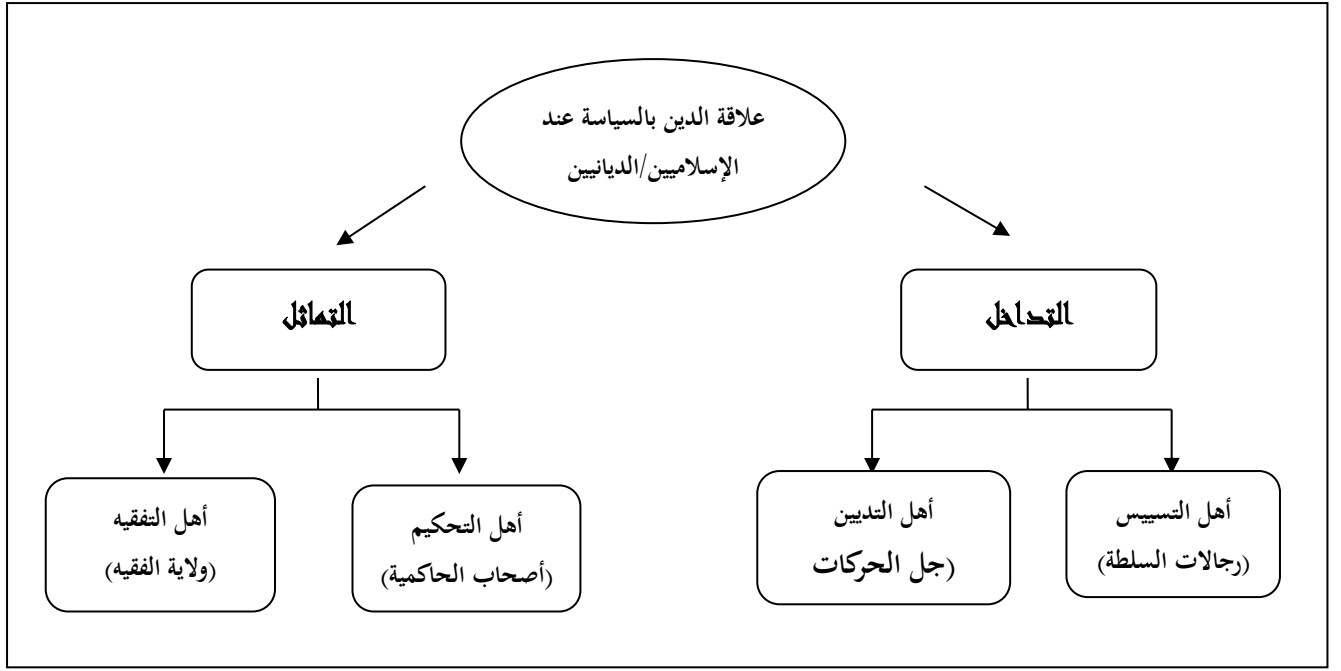 علاقة الدين بالسياسة عند
الإسلاميين/الديانيين
التداخل
التماثل
أهل التسييس
(رجالات السلطة)
أهل التديين
(جل الحركات
أهل التحكيم
(أصحاب الحاكمية)
أهل التفقيه
(ولاية الفقيه)